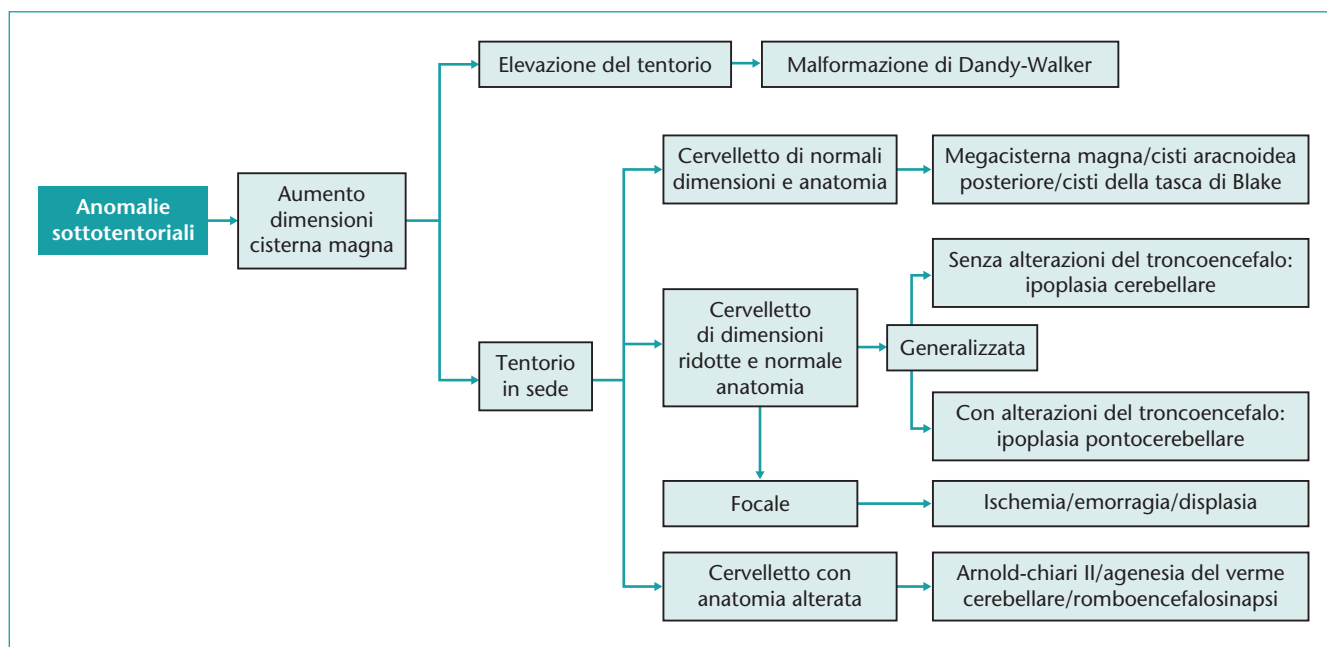 Elevazione del tentorio
Malformazione di Dandy-Walker
Anomalie
sottotentoriali
Aumento
dimensioni
cisterna magna
Cervelletto di normali
dimensioni e anatomia
Megacisterna magna/cisti aracnoidea
posteriore/cisti della tasca di Blake
Tentorio
in sede
Cervelletto
di dimensioni
ridotte e normale
anatomia
Generalizzata
Senza alterazioni del troncoencefalo:
ipoplasia cerebellare
Con alterazioni del troncoencefalo:
ipoplasia pontocerebellare
Focale
Ischemia/emorragia/displasia
Cervelletto con
anatomia alterata
Arnold-chiari II/agenesia del verme
cerebellare/romboencefalosinapsi